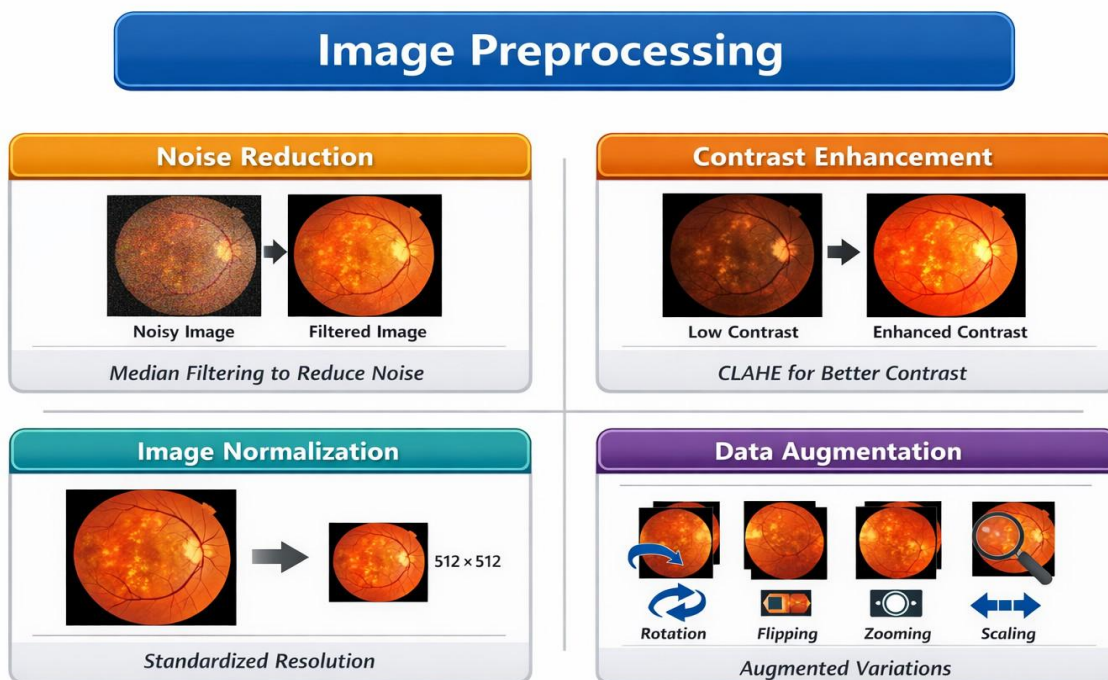 Image Preprocessing
Noise Reduction
Noisy Image
Filtered Image
Median Filtering to Reduce Noise
Contrast Enhancement
Low Contrast
Enhanced Contrast
CLAHE for Better Contrast
Image Normalization
512 × 512
Standardized Resolution
Data Augmentation
Rotation
Flipping
Zooming
Scaling
Augmented Variations